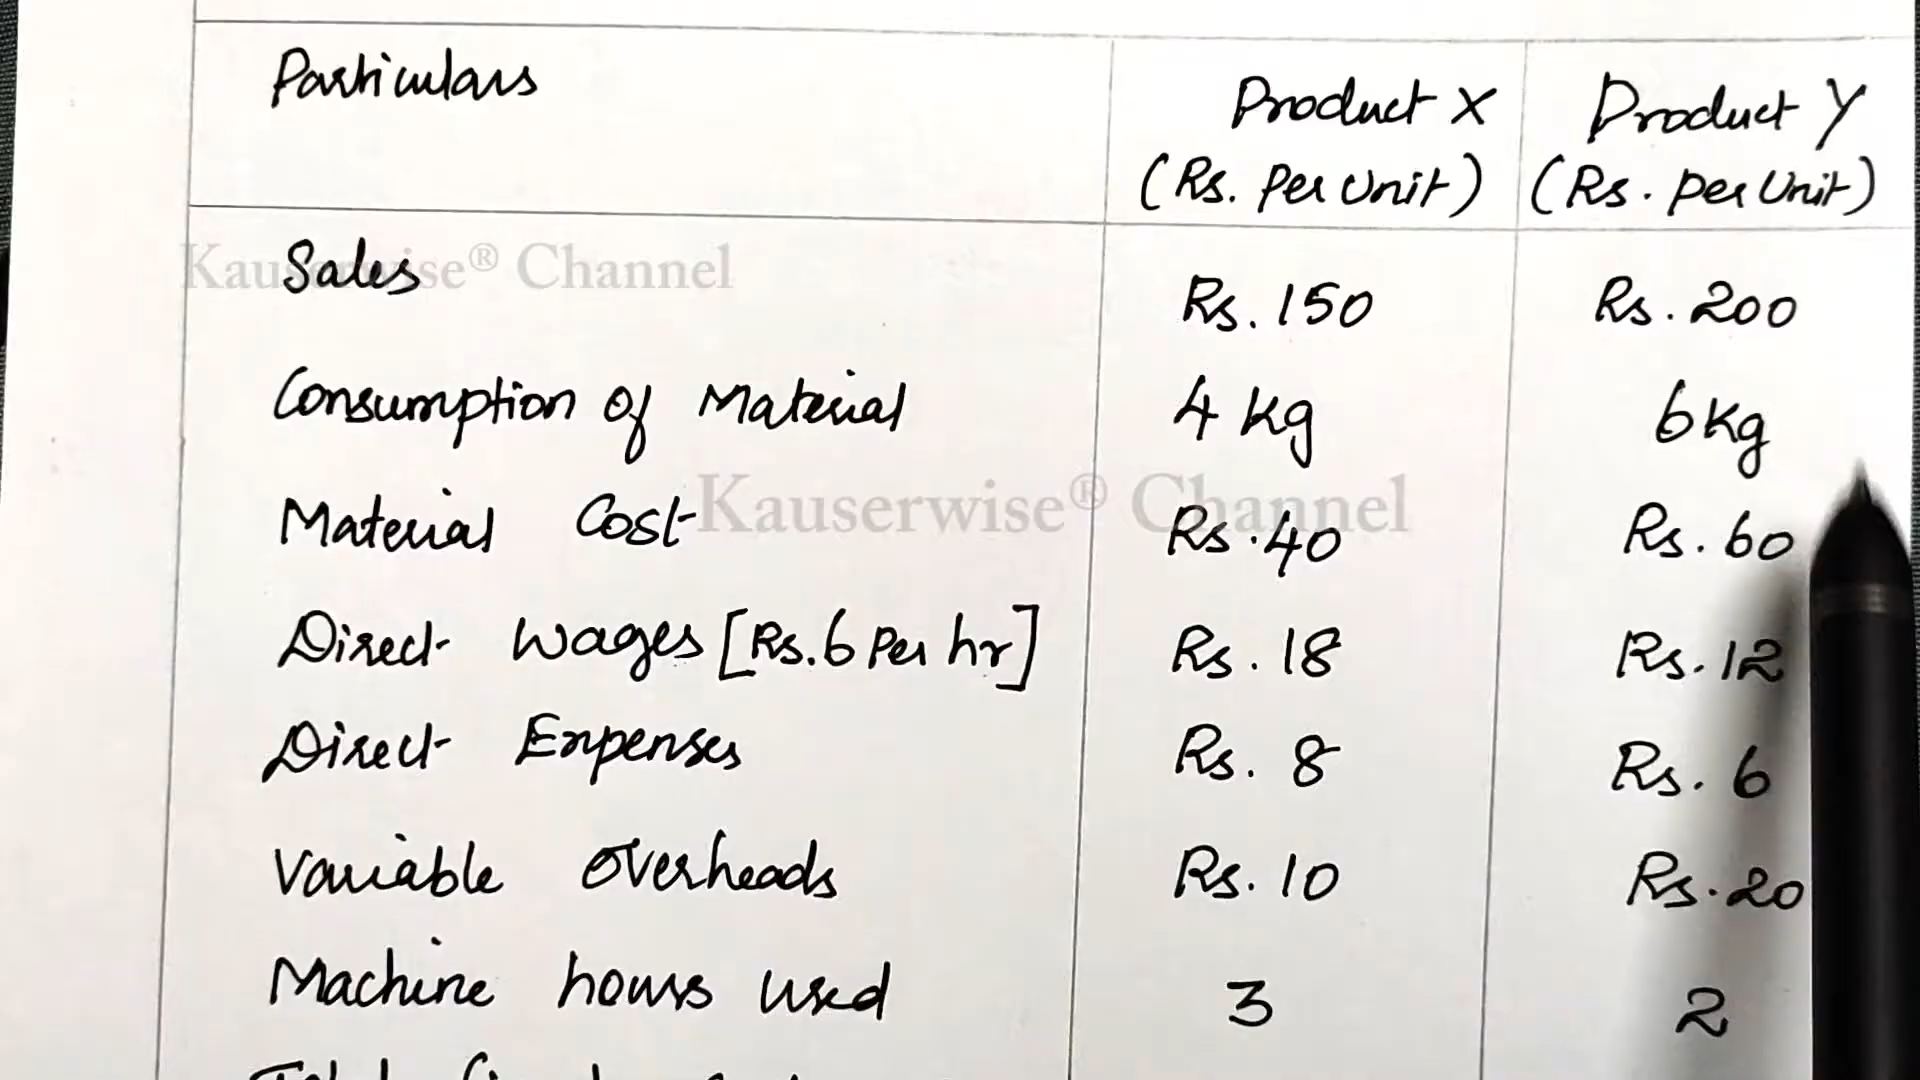 Particulars Product X Product Y
(Rs. Per Unit) (Rs. per Unit)
Kauserwise® Channel
Sales Rs. 150 Rs. 200
Consumption of Material 4 Kg 6 Kg
Kauserwise® Channel
Material Cost Rs. 40 Rs. 60
Direct Wages [Rs. 6 Per hr] Rs. 18 Rs. 12
Direct Expenses Rs. 8 Rs. 6
Variable Overheads Rs. 10 Rs. 20
Machine hours used 3 2